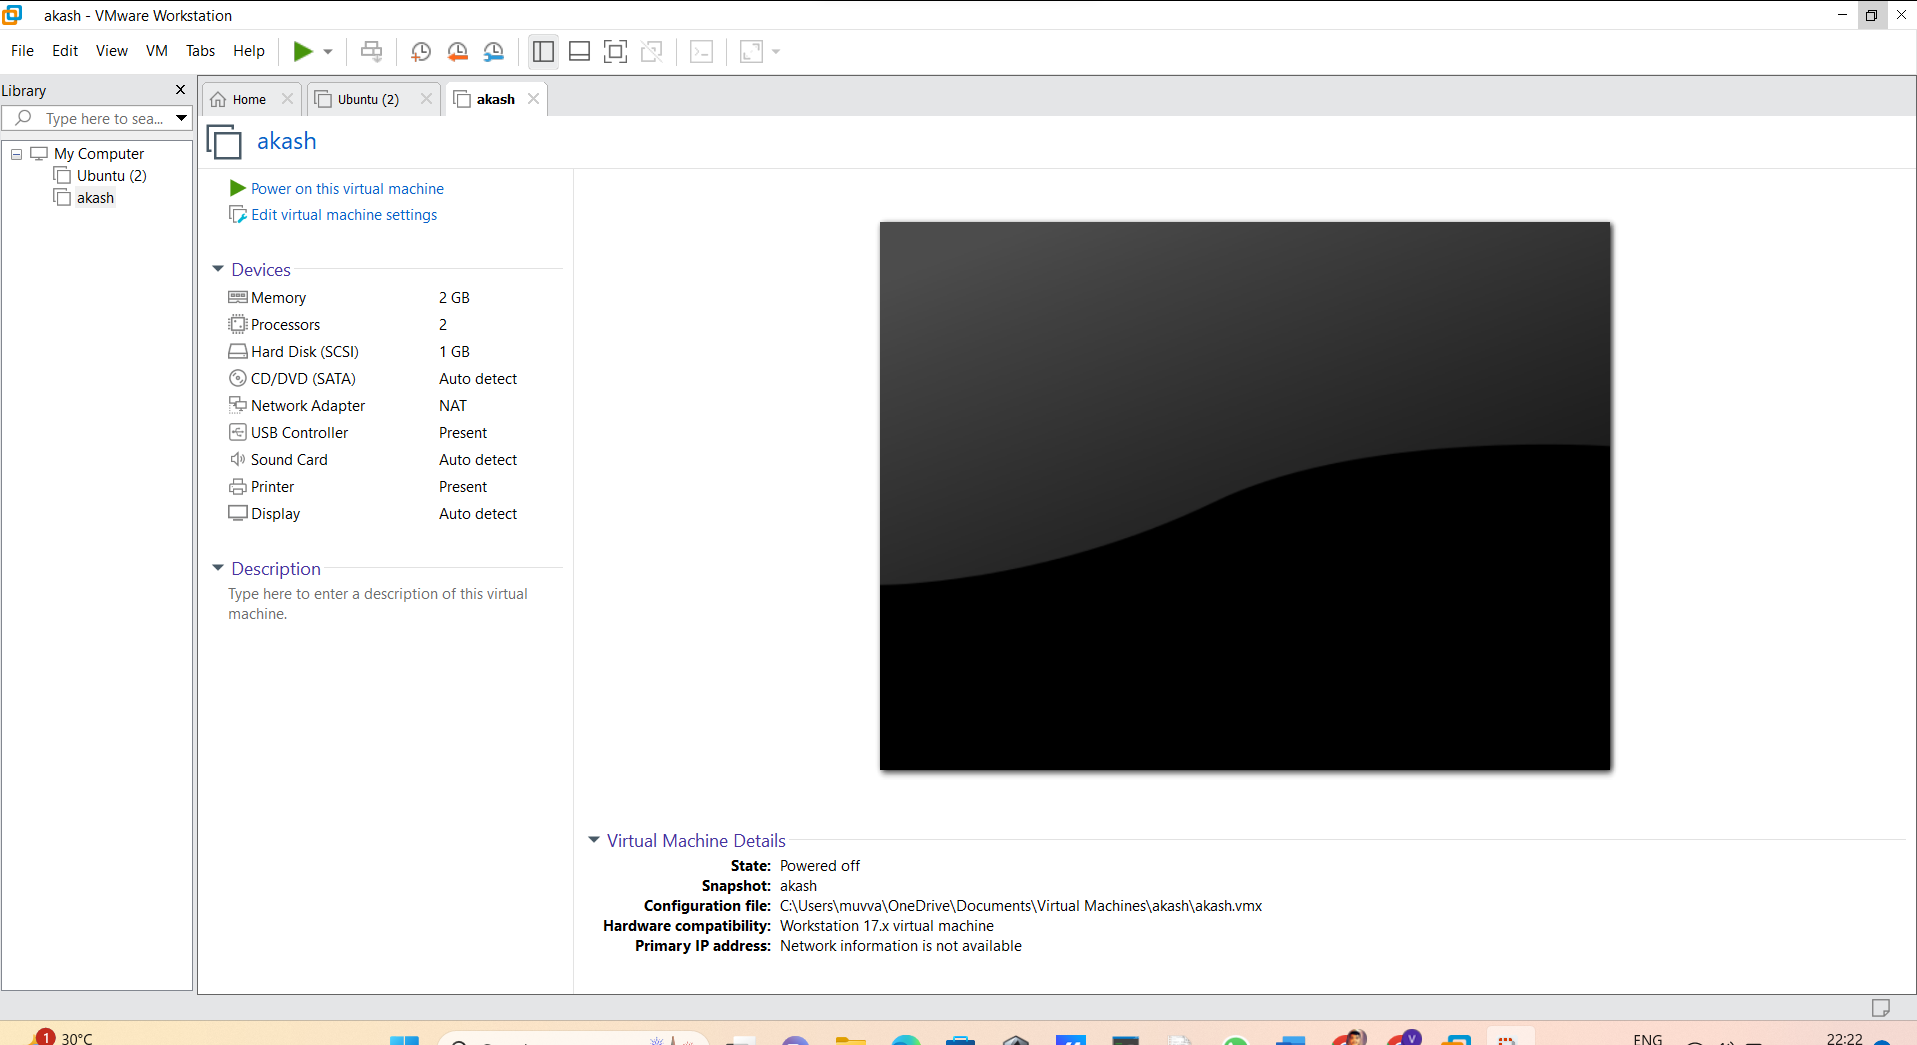 akash - VMware Workstation
File Edit View VM Tabs Help
Library
Type here to sea...
My Computer
Ubuntu (2)
akash
Home
Ubuntu (2)
akash
akash
Power on this virtual machine
Edit virtual machine settings
Devices
Memory 2 GB
Processors 2
Hard Disk (SCSI) 1 GB
CD/DVD (SATA) Auto detect
Network Adapter NAT
USB Controller Present
Sound Card Auto detect
Printer Present
Display Auto detect
Description
Type here to enter a description of this virtual
machine.
Virtual Machine Details
State: Powered off
Snapshot: akash
Configuration file: C:\Users\muvva\OneDrive\Documents\Virtual Machines\akash\akash.vmx
Hardware compatibility: Workstation 17.x virtual machine
Primary IP address: Network information is not available
1 30°C
V
ENG
22:22